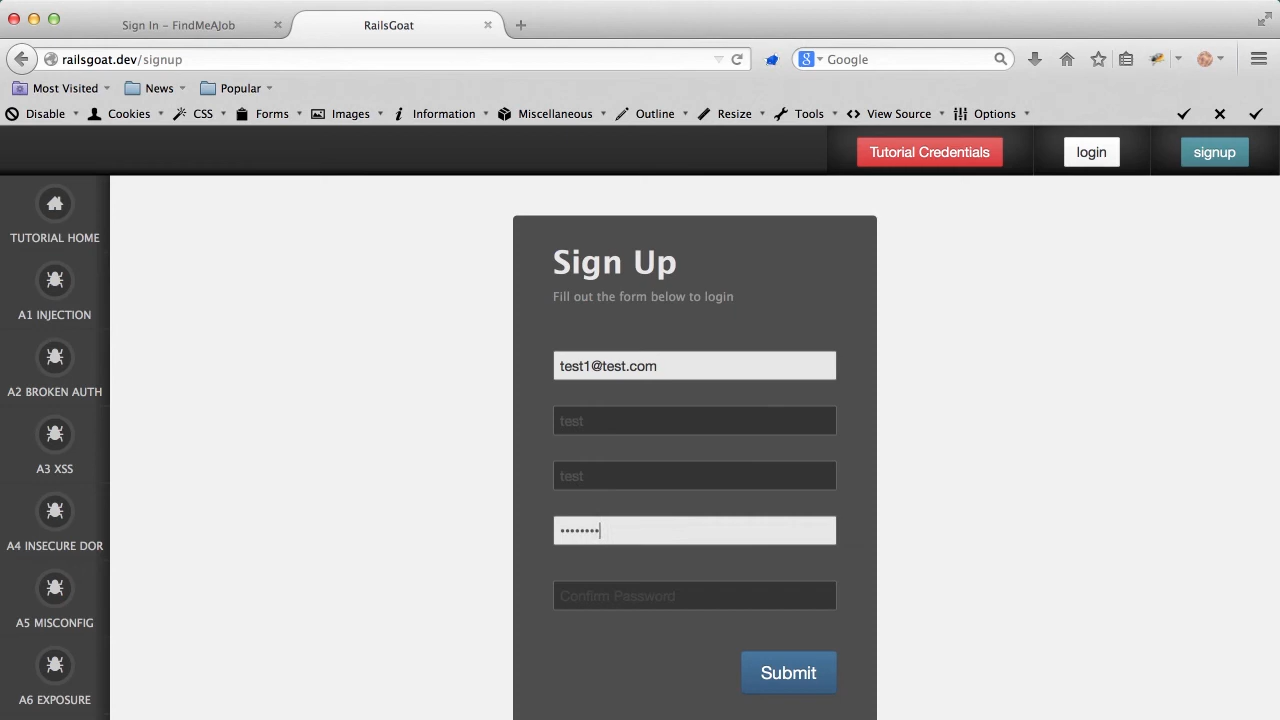 Sign In – FindMeAJob
RailsGoat
railsgoat.dev/signup
Google
Most Visited
News
Popular
Disable
Cookies
CSS
Forms
Images
Information
Miscellaneous
Outline
Resize
Tools
View Source
Options
Tutorial Credentials
login
signup
TUTORIAL HOME
A1 INJECTION
A2 BROKEN AUTH
A3 XSS
A4 INSECURE DOR
A5 MISCONFIG
A6 EXPOSURE
Sign Up
Fill out the form below to login
test1@test.com
test
test
••••••••
Confirm Password
Submit